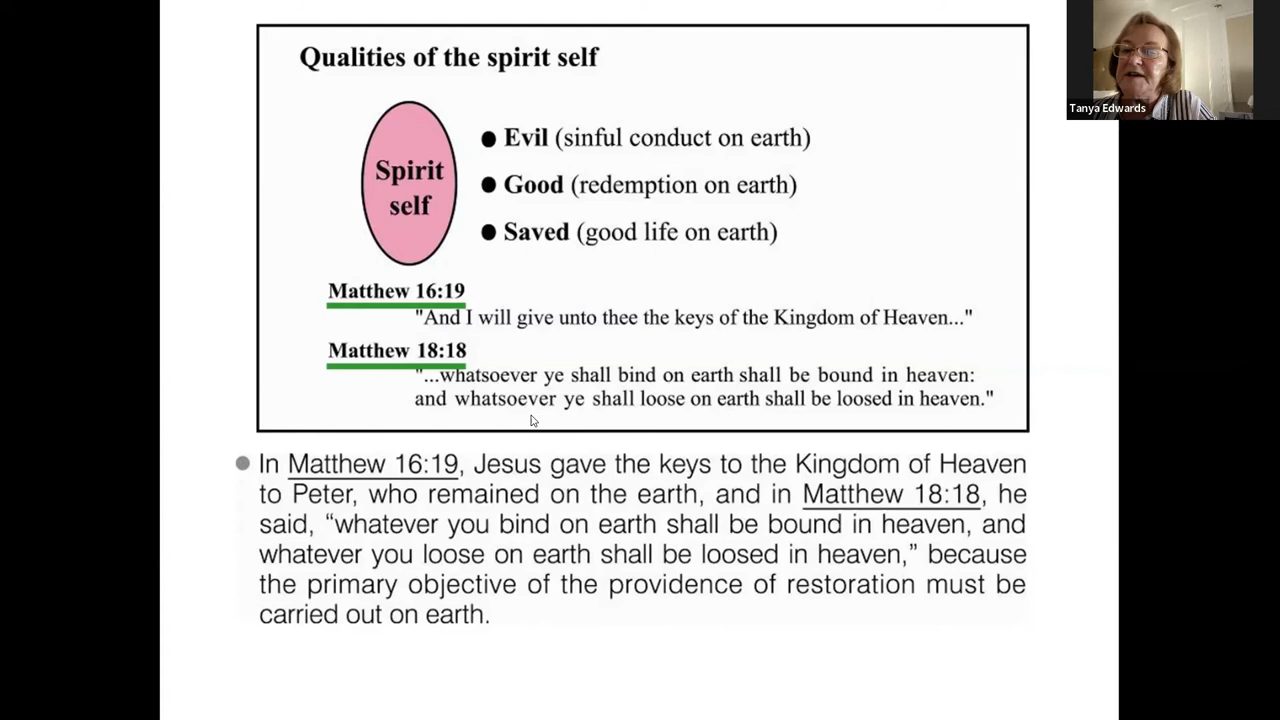 Qualities of the spirit self
Spirit
self
● Evil (sinful conduct on earth)
● Good (redemption on earth)
● Saved (good life on earth)
Matthew 16:19
"And I will give unto thee the keys of the Kingdom of Heaven..."
Matthew 18:18
"...whatsoever ye shall bind on earth shall be bound in heaven:
and whatsoever ye shall loose on earth shall be loosed in heaven."
● In Matthew 16:19, Jesus gave the keys to the Kingdom of Heaven
to Peter, who remained on the earth, and in Matthew 18:18, he
said, “whatever you bind on earth shall be bound in heaven, and
whatever you loose on earth shall be loosed in heaven,” because
the primary objective of the providence of restoration must be
carried out on earth.
Tanya Edwards